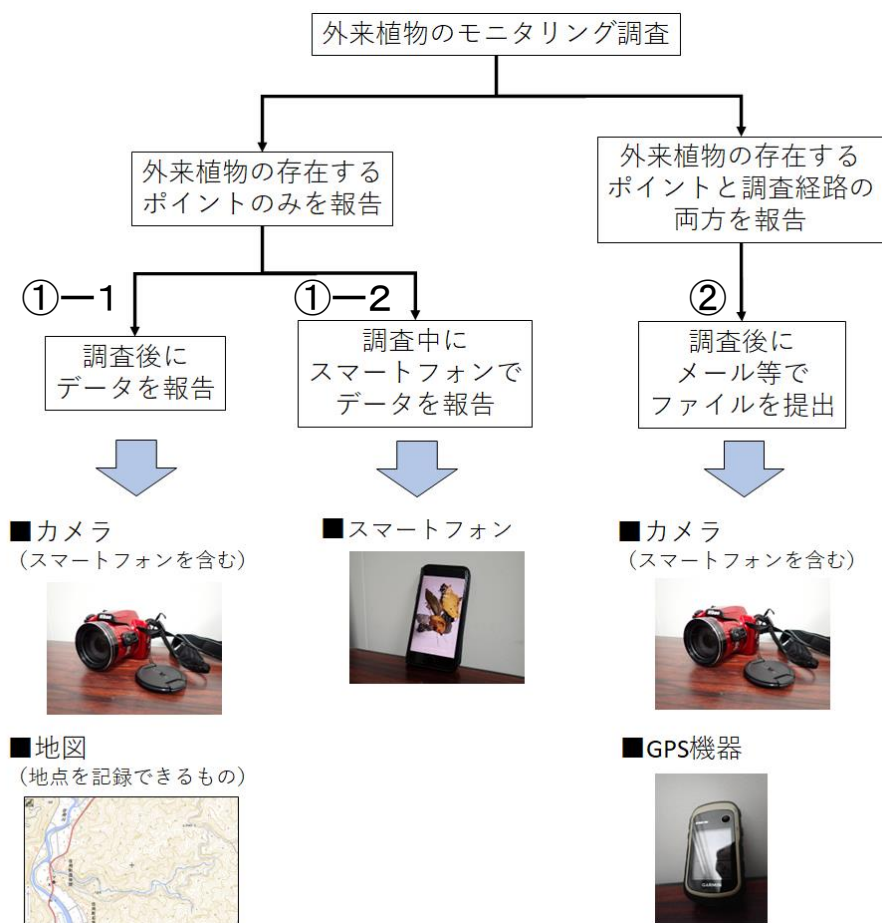 外来植物のモニタリング調査
外来植物の存在する
ポイントのみを報告
外来植物の存在する
ポイントと調査経路の
両方を報告
①ー1
①ー2
②
調査後に
データを報告
調査中に
スマートフォンで
データを報告
調査後に
メール等で
ファイルを提出
■カメラ
（スマートフォンを含む）
■スマートフォン
■カメラ
（スマートフォンを含む）
■地図
（地点を記録できるもの）
■GPS機器
GARMIN